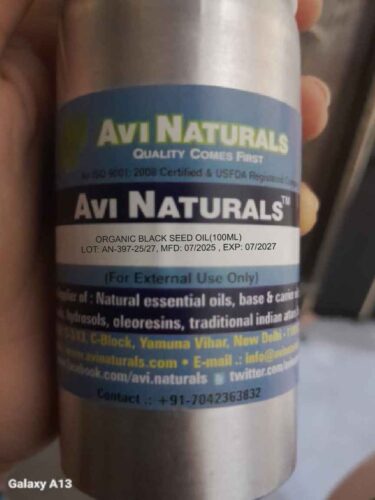 AVI NATURALS
QUALITY COMES FIRST
ISO 9001: 2008 Certified & USFDA Registered
AVI NATURALS™
ORGANIC BLACK SEED OIL(100ML)
LOT: AN-397-25/27, MFD: 07/2025 , EXP: 07/2027
(For External Use Only)
of : Natural essential oils, base & carrier
hydrosols, oleoresins, traditional indian
C-Block, Yamuna Vihar, New Delhi -
www.avinaturals.com • E-mail .: info@
facebook.com/avi.naturals twitter.com/
Contact .: +91-7042363832
Galaxy A13